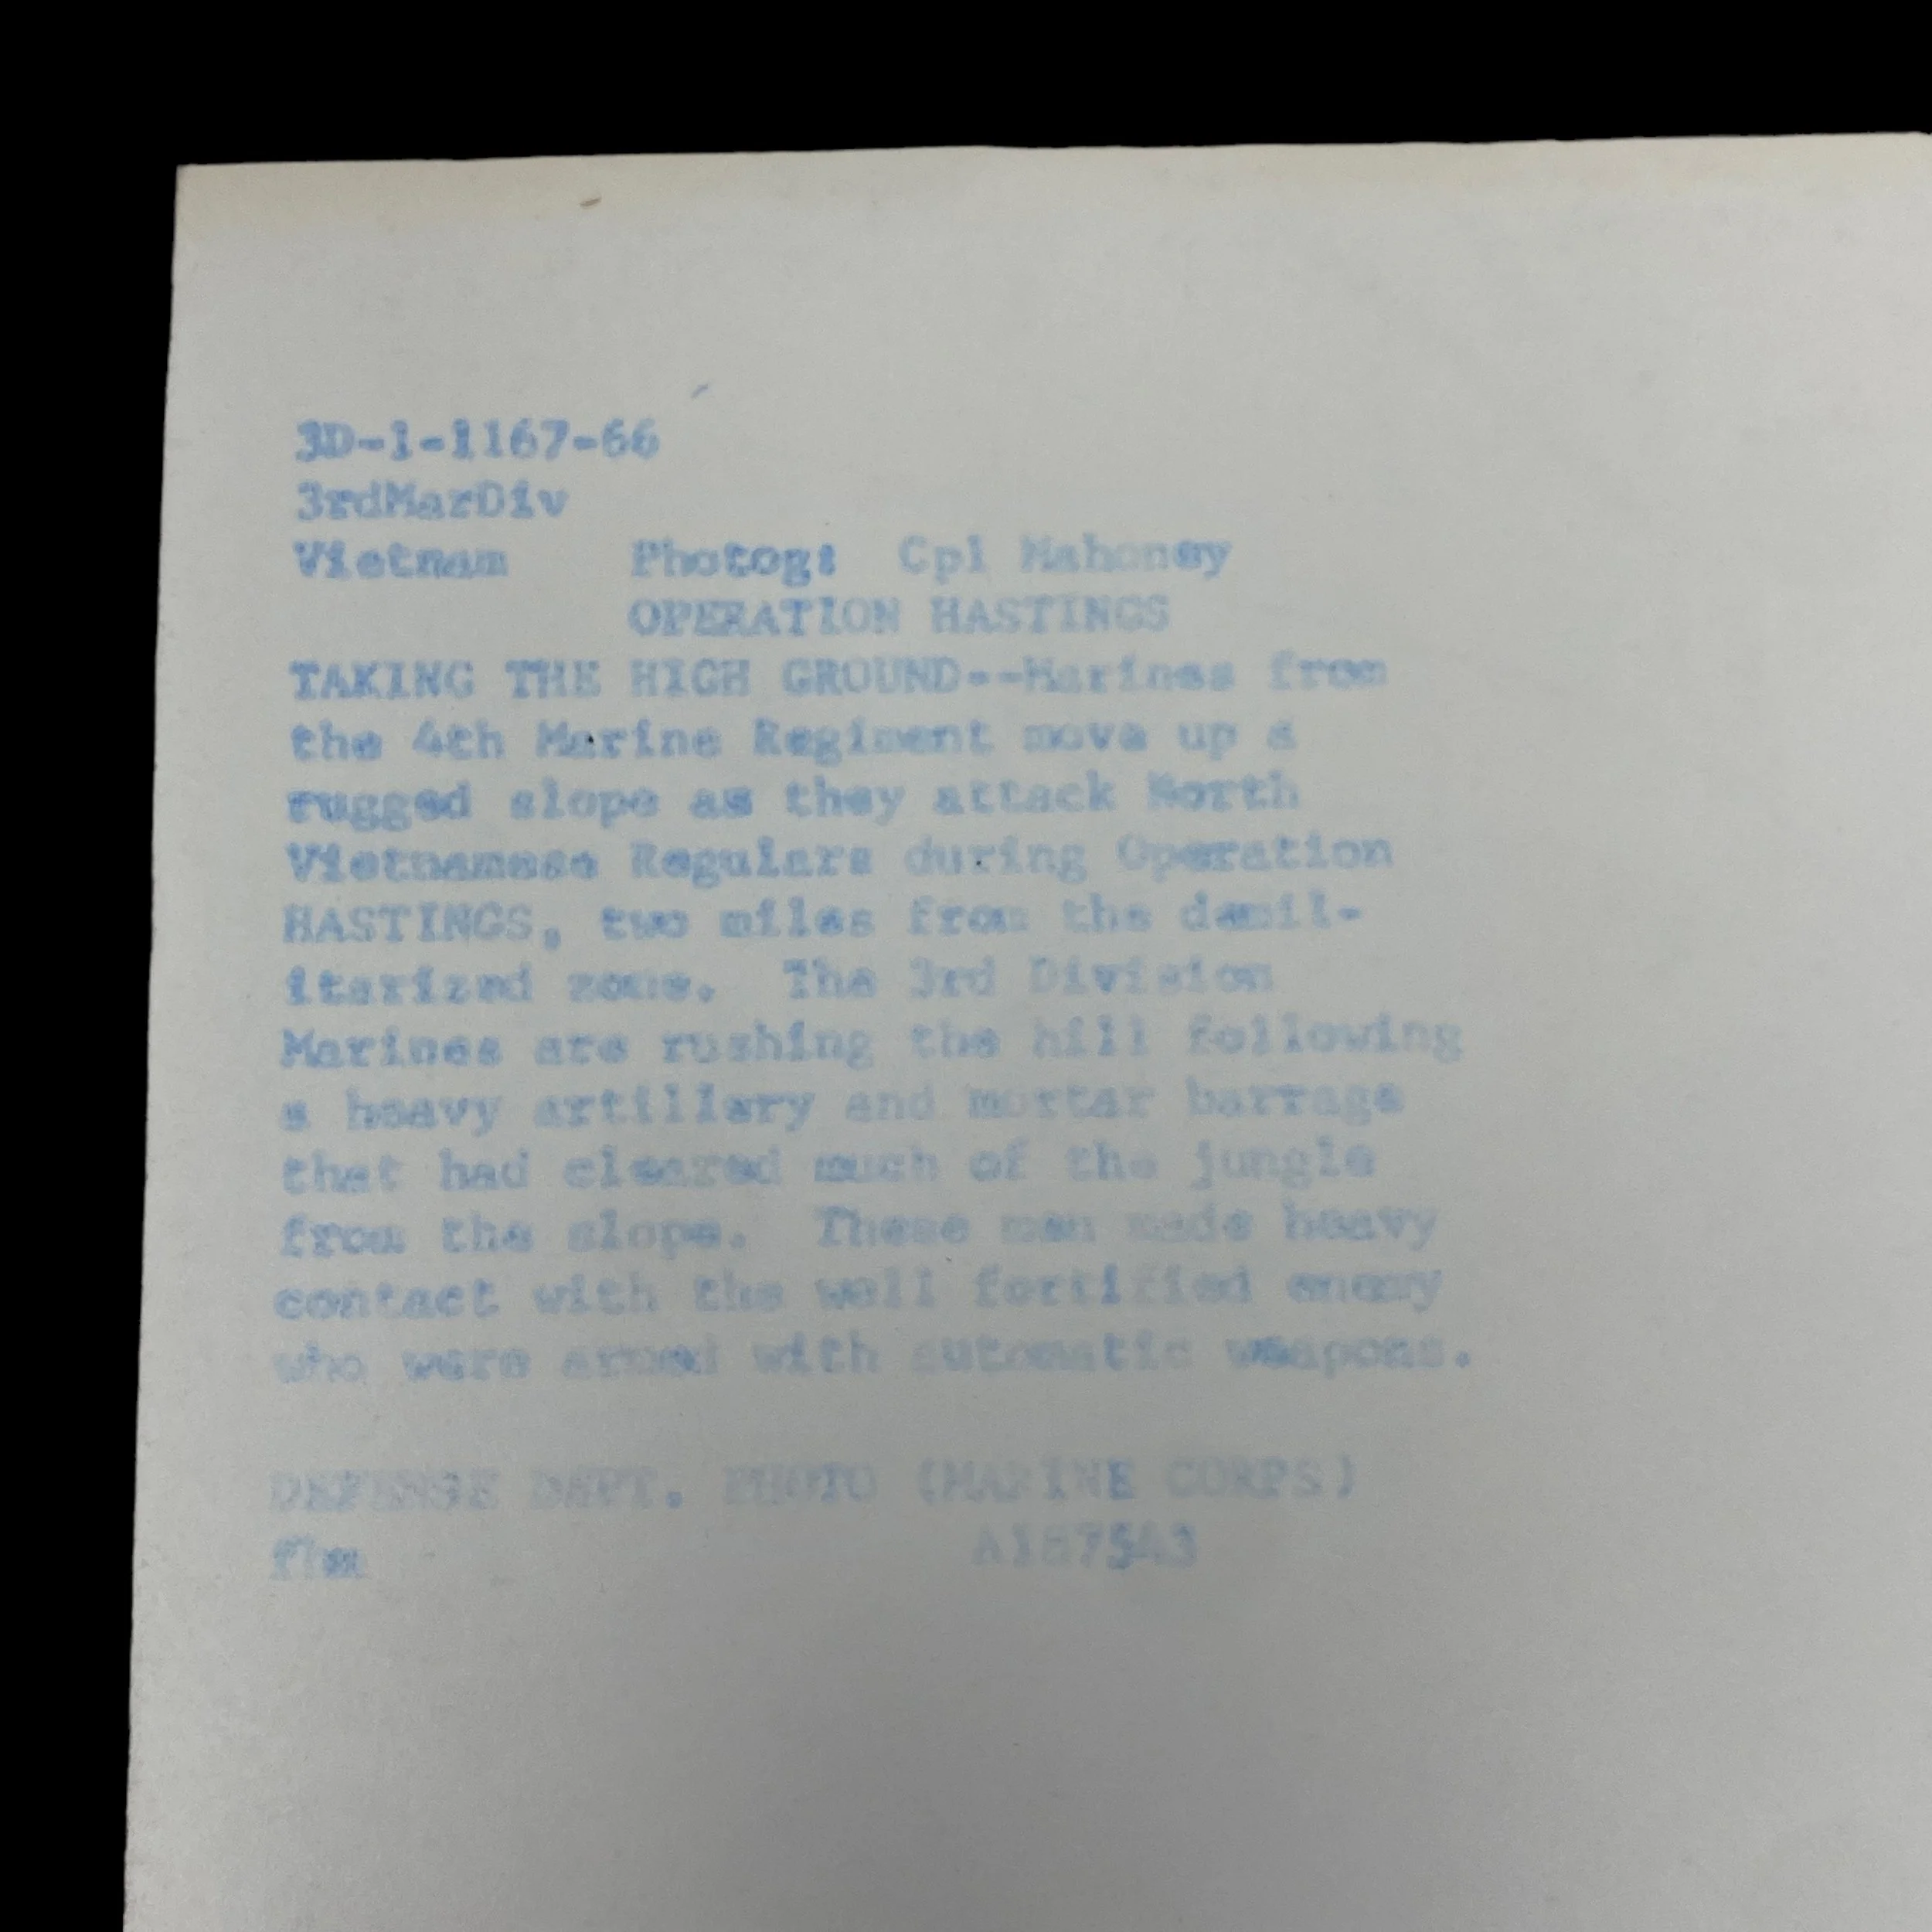 3D-1-1167-66
3rdMarDiv
Vietnam Photog: Cpl Mahoney
OPERATION HASTINGS
TAKING THE HIGH GROUND--Marines from
the 4th Marine Regiment move up a
rugged slope as they attack North
Vietnamese Regulars during Operation
HASTINGS, two miles from the demil-
itarized zone. The 3rd Division
Marines are rushing the hill following
a heavy artillery and mortar barrage
that had cleared much of the jungle
from the slope. These men made heavy
contact with the well fortified enemy
who were armed with automatic weapons.
DEFENSE DEPT. PHOTO (MARINE CORPS)
A187543